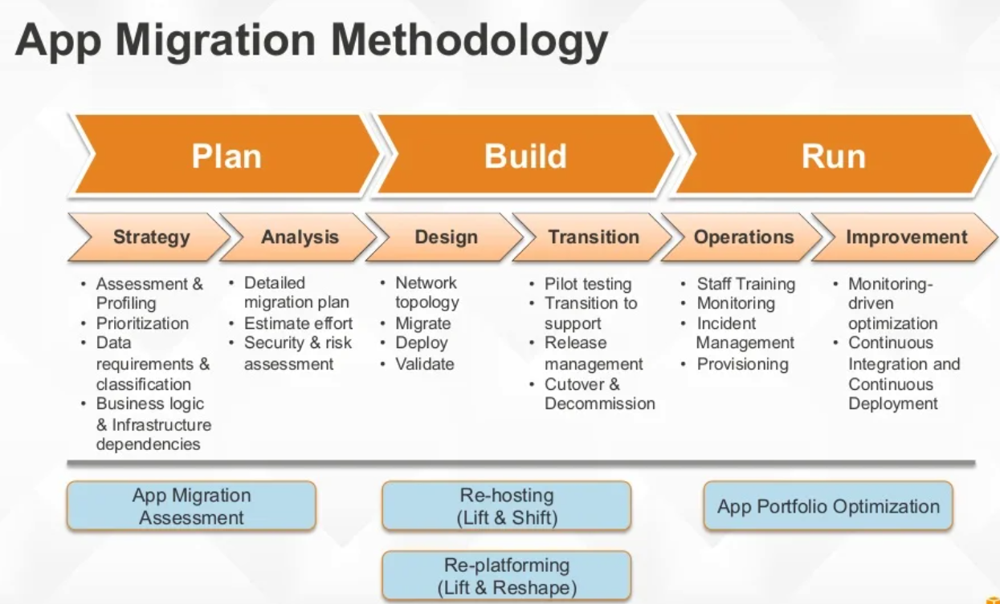 App Migration Methodology
Plan
Build
Run
Strategy
Analysis
Design
Transition
Operations
Improvement
• Assessment &
Profiling
• Prioritization
• Data
requirements &
classification
• Business logic
& Infrastructure
dependencies
• Detailed
migration plan
• Estimate effort
• Security & risk
assessment
• Network
topology
• Migrate
• Deploy
• Validate
• Pilot testing
• Transition to
support
• Release
management
• Cutover &
Decommission
• Staff Training
• Monitoring
• Incident
Management
• Provisioning
• Monitoring-
driven
optimization
• Continuous
Integration and
Continuous
Deployment
App Migration
Assessment
Re-hosting
(Lift & Shift)
App Portfolio Optimization
Re-platforming
(Lift & Reshape)